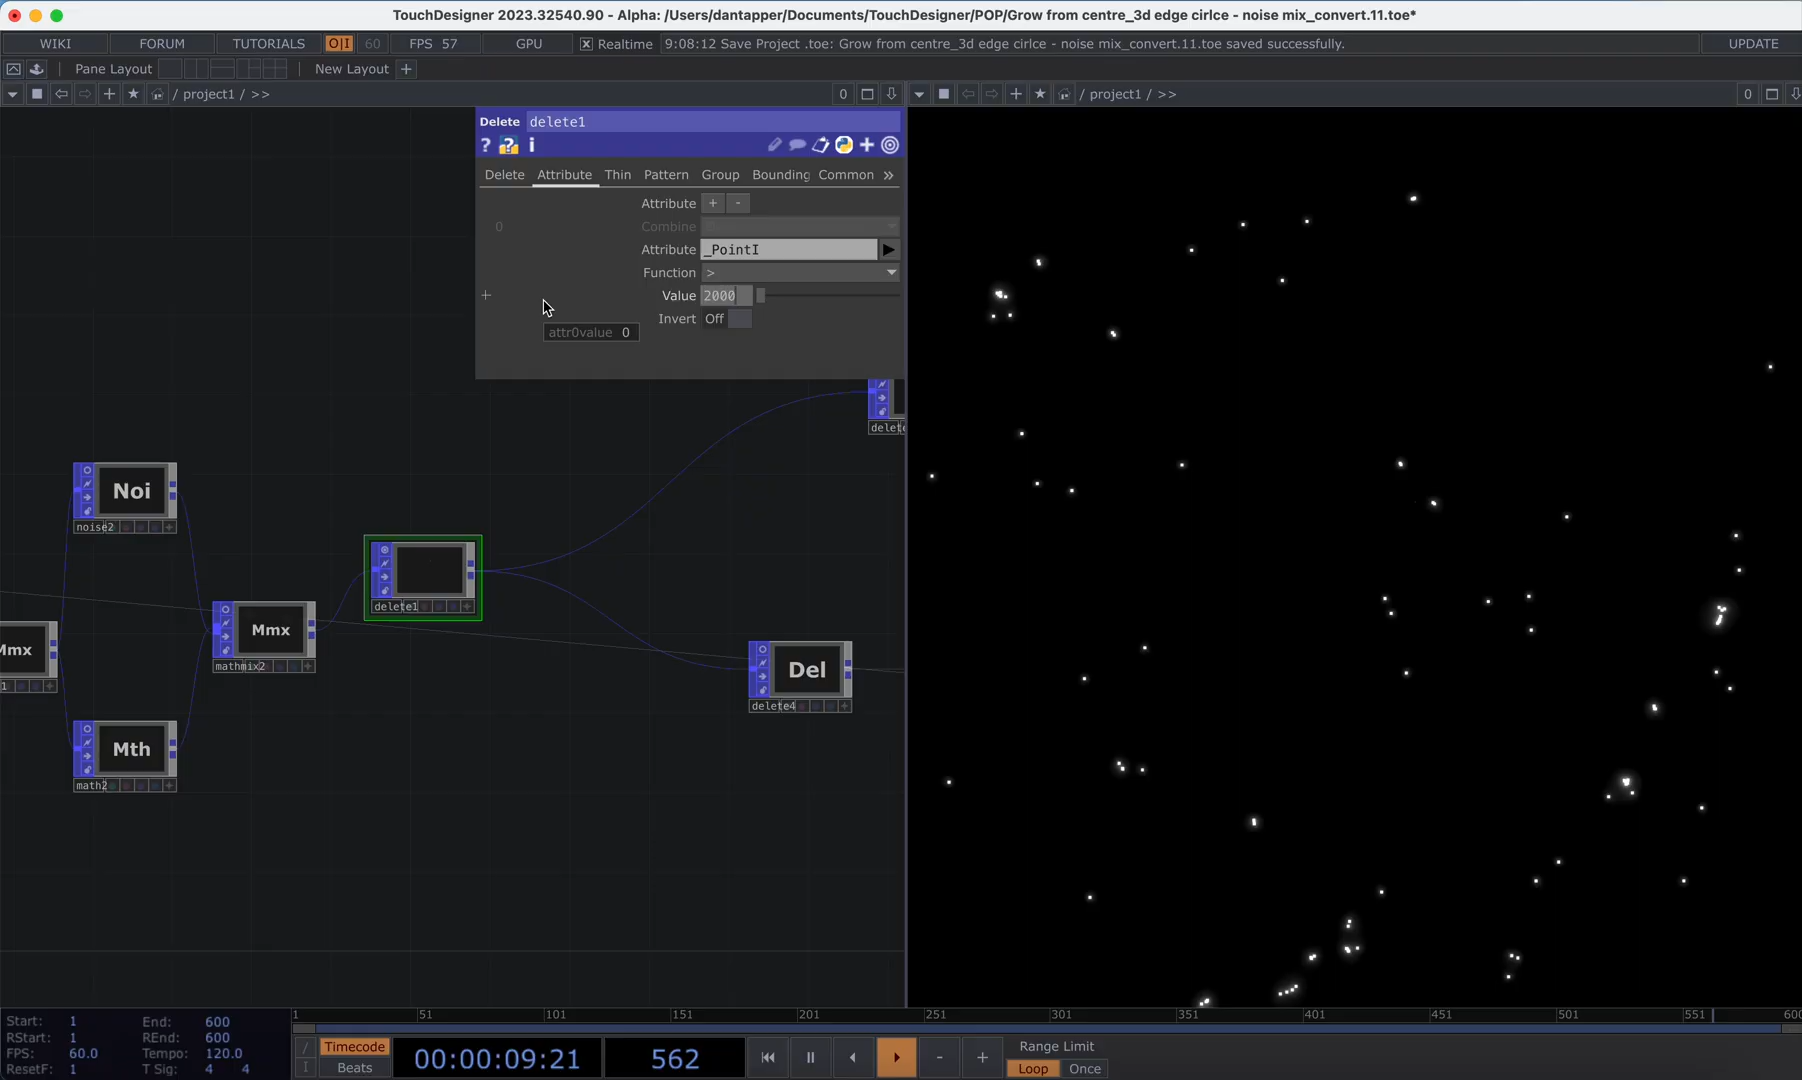 TouchDesigner 2023.32540.90 - Alpha: /Users/dantapper/Documents/TouchDesigner/POP/Grow from centre_3d edge cirlce - noise mix_convert.11.toe*
WIKI FORUM TUTORIALS O|I 60 FPS 57 GPU X Realtime 9:08:12 Save Project .toe: Grow from centre_3d edge cirlce - noise mix_convert.11.toe saved successfully. UPDATE
Pane Layout New Layout +
/ project1 / >> 0
/ project1 / >> 0
Delete delete1
? ? i
Delete Attribute Thin Pattern Group Bounding Common »
Attribute + -
0 Combine
Attribute _PointI
Function >
+ Value 2000
Invert Off
attr0value 0
Noi
noise2
Mmx
1
Mmx
mathmix2
delete1
Mth
math2
Del
delete4
Start: 1 End: 600
RStart: 1 REnd: 600
FPS: 60.0 Tempo: 120.0
ResetF: 1 T Sig: 4 4
1 51 101 151 201 251 301 351 401 451 501 551 600
/ Timecode
I Beats
00:00:09:21 562
- +
Range Limit
Loop Once